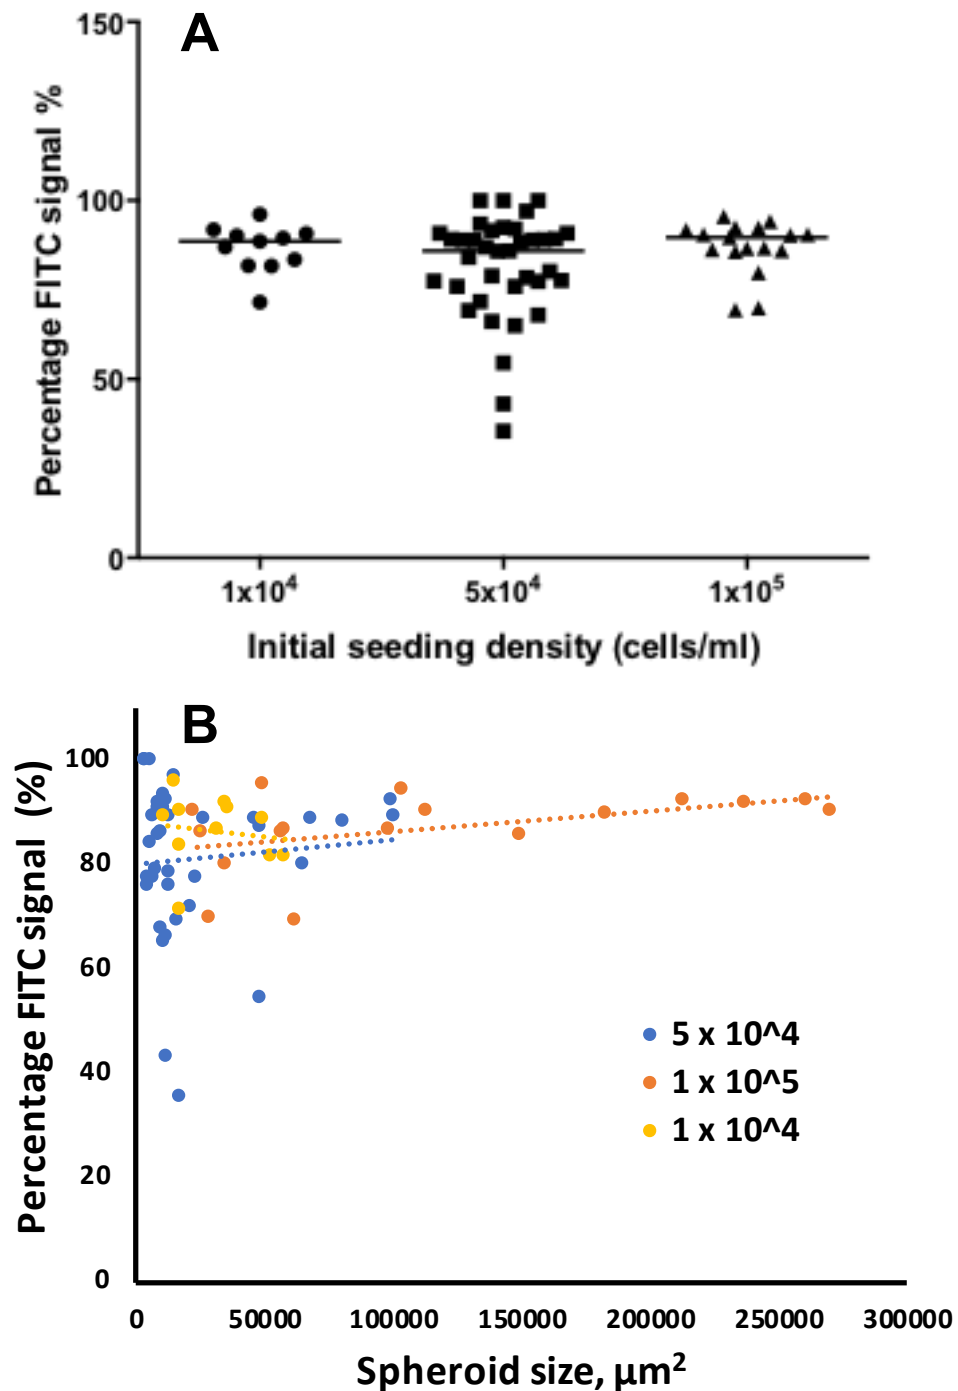 A
Percentage FITC signal %
150
100
50
0
1x10⁴ 5x10⁴ 1x10⁵
Initial seeding density (cells/ml)
B
Percentage FITC signal (%)
100
80
60
40
20
0
5 x 10^4
1 x 10^5
1 x 10^4
0 50000 100000 150000 200000 250000 300000
Spheroid size, µm²